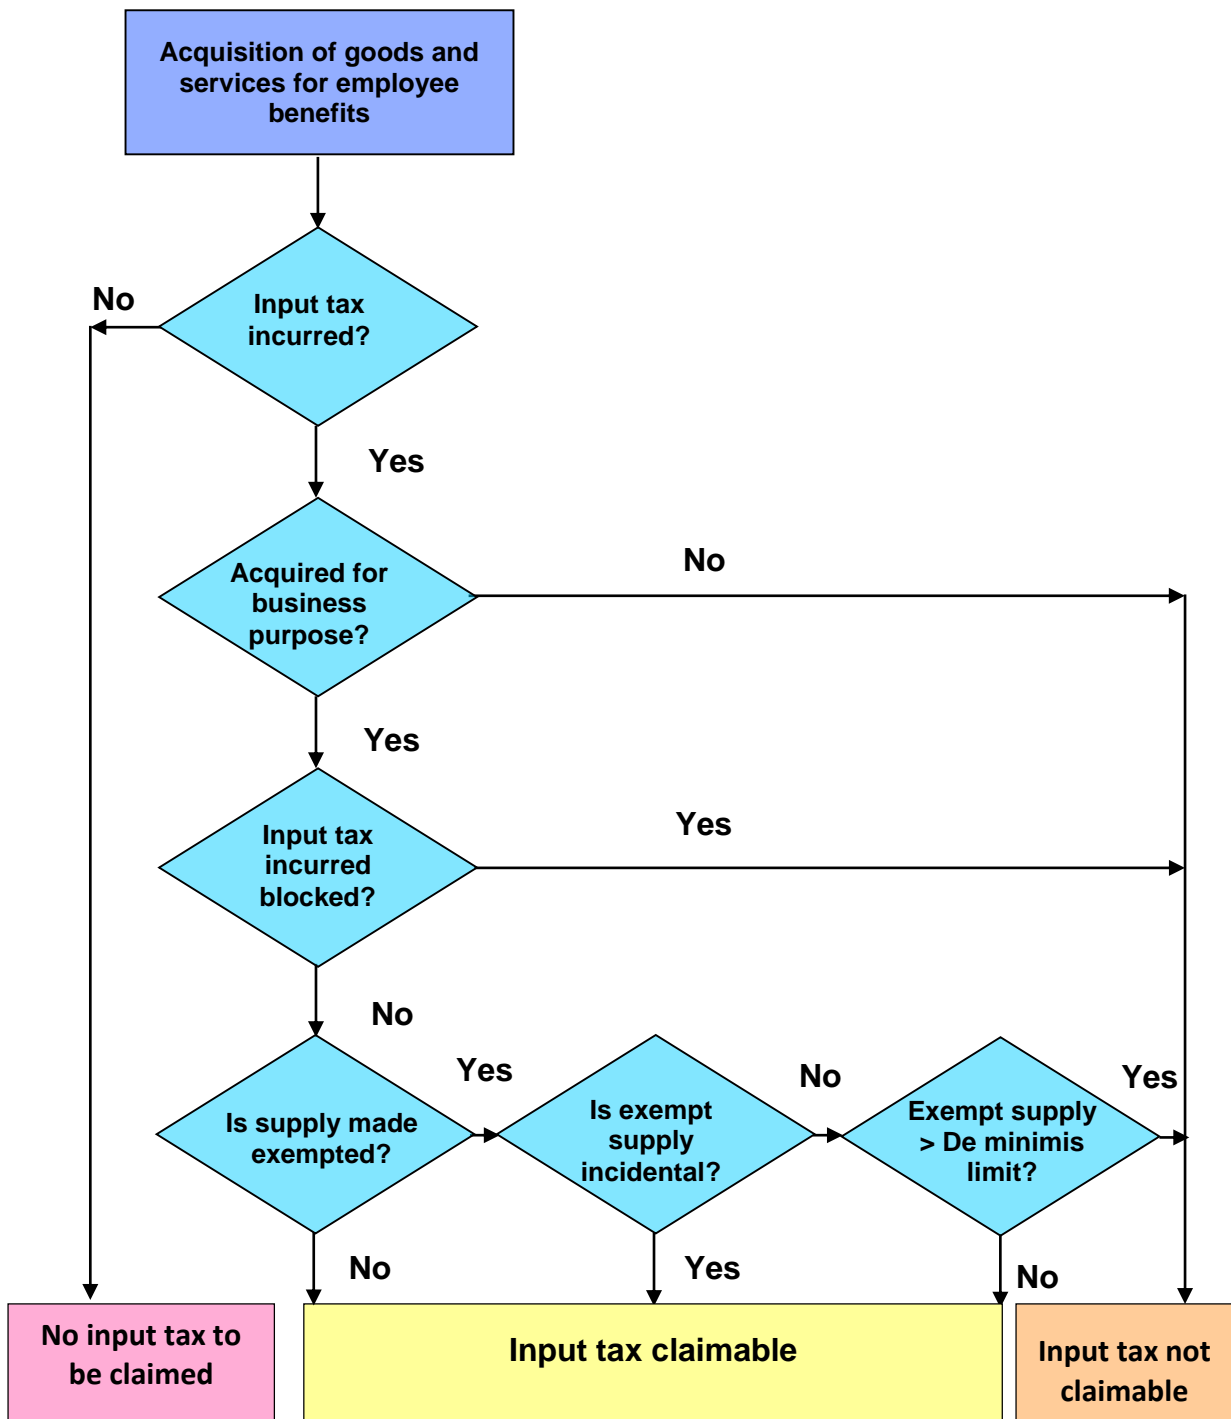 Acquisition of goods and
services for employee
benefits
No
Input tax
incurred?
Yes
No
Acquired for
business
purpose?
Yes
Yes
Input tax
incurred
blocked?
No
Yes
No
Yes
Is supply made
exempted?
Is exempt
supply
incidental?
Exempt supply
> De minimis
limit?
No
Yes
No
No input tax to
be claimed
Input tax claimable
Input tax not
claimable